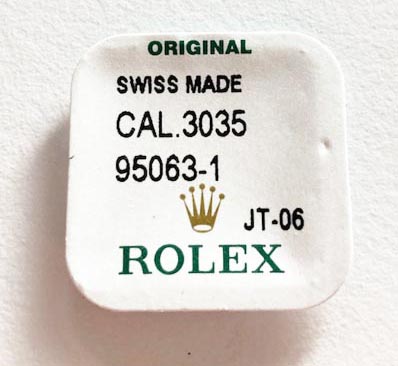 ORIGINAL
SWISS MADE
CAL.3035
95063-1
JT-06
ROLEX